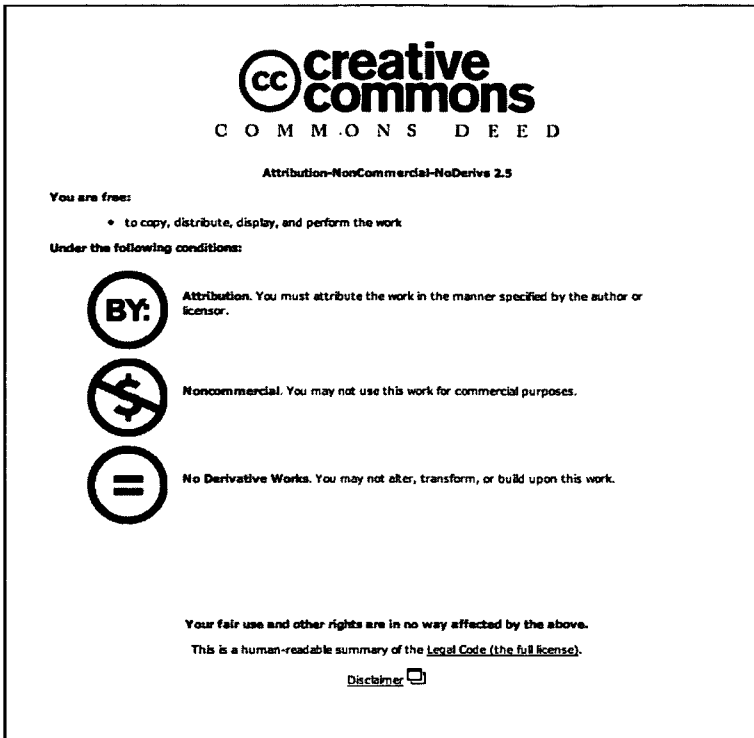 cc creative commons
COMMONS DEED
Attribution-NonCommercial-NoDerivs 2.5
You are free:
• to copy, distribute, display, and perform the work
Under the following conditions:
BY:
Attribution. You must attribute the work in the manner specified by the author or
licensor.
$
Noncommercial. You may not use this work for commercial purposes.
=
No Derivative Works. You may not alter, transform, or build upon this work.
Your fair use and other rights are in no way affected by the above.
This is a human-readable summary of the Legal Code (the full license).
Disclaimer